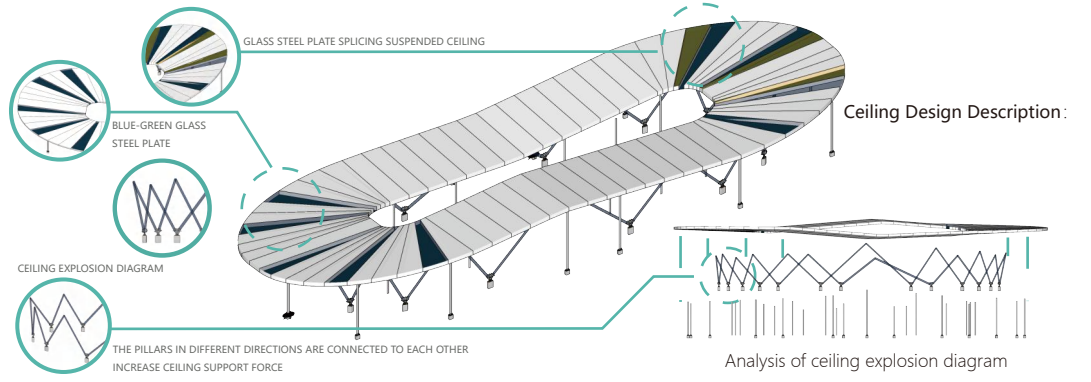 GLASS STEEL PLATE SPLICING SUSPENDED CEILING
Ceiling Design Description:
BLUE-GREEN GLASS
STEEL PLATE
CEILING EXPLOSION DIAGRAM
THE PILLARS IN DIFFERENT DIRECTIONS ARE CONNECTED TO EACH OTHER
INCREASE CEILING SUPPORT FORCE
Analysis of ceiling explosion diagram